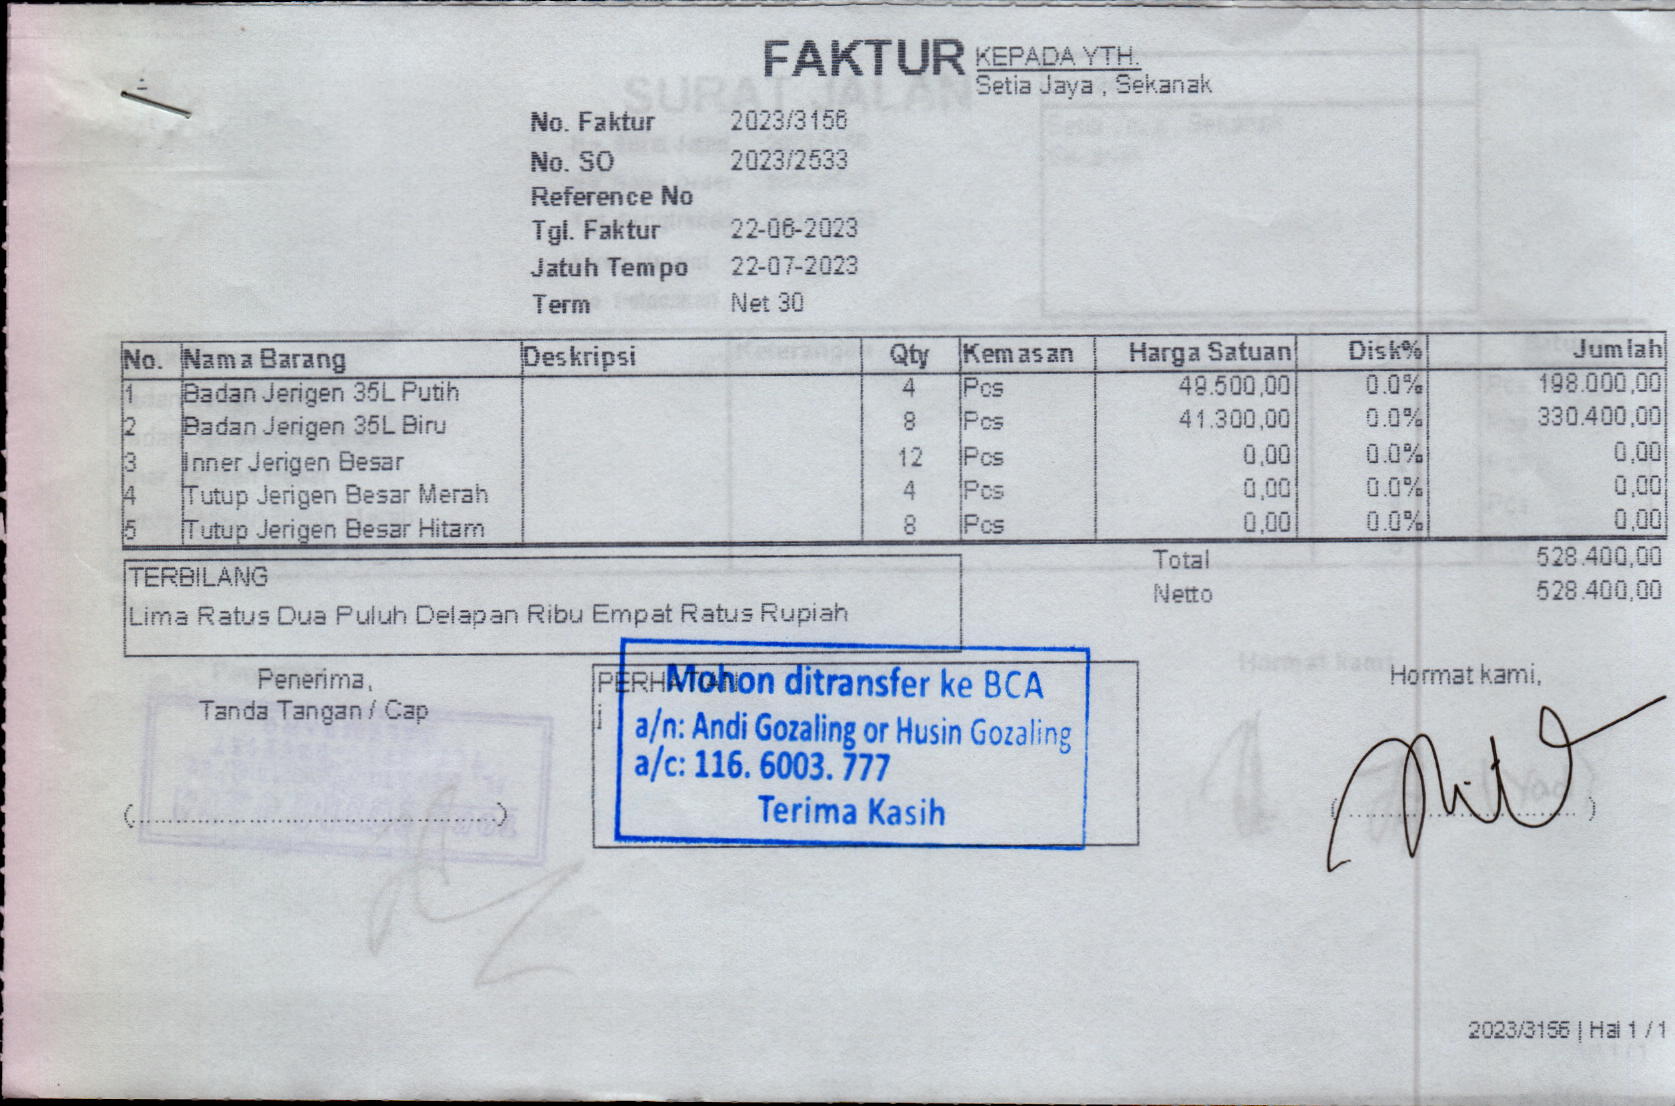 FAKTUR
KEPADA YTH.
Setia Jaya , Sekanak
No. Faktur 2023/3156
No. SO 2023/2533
Reference No
Tgl. Faktur 22-06-2023
Jatuh Tempo 22-07-2023
Term Net 30
No. Nama Barang Deskripsi Qty Kemasan Harga Satuan Disk% Jumlah
1 Badan Jerigen 35L Putih 4 Pcs 49.500,00 0.0% 198.000,00
2 Badan Jerigen 35L Biru 8 Pcs 41.300,00 0.0% 330.400,00
3 Inner Jerigen Besar 12 Pcs 0,00 0.0% 0,00
4 Tutup Jerigen Besar Merah 4 Pcs 0,00 0.0% 0,00
5 Tutup Jerigen Besar Hitam 8 Pcs 0,00 0.0% 0,00
Total 528.400,00
Netto 528.400,00
TERBILANG
Lima Ratus Dua Puluh Delapan Ribu Empat Ratus Rupiah
Penerima,
Tanda Tangan / Cap
(..............................................)
PERHATIAN
Mohon ditransfer ke BCA
a/n: Andi Gozaling or Husin Gozaling
a/c: 116. 6003. 777
Terima Kasih
Hormat kami,
(..............................)
2023/3156 | Hal 1 / 1
SURAT JALAN